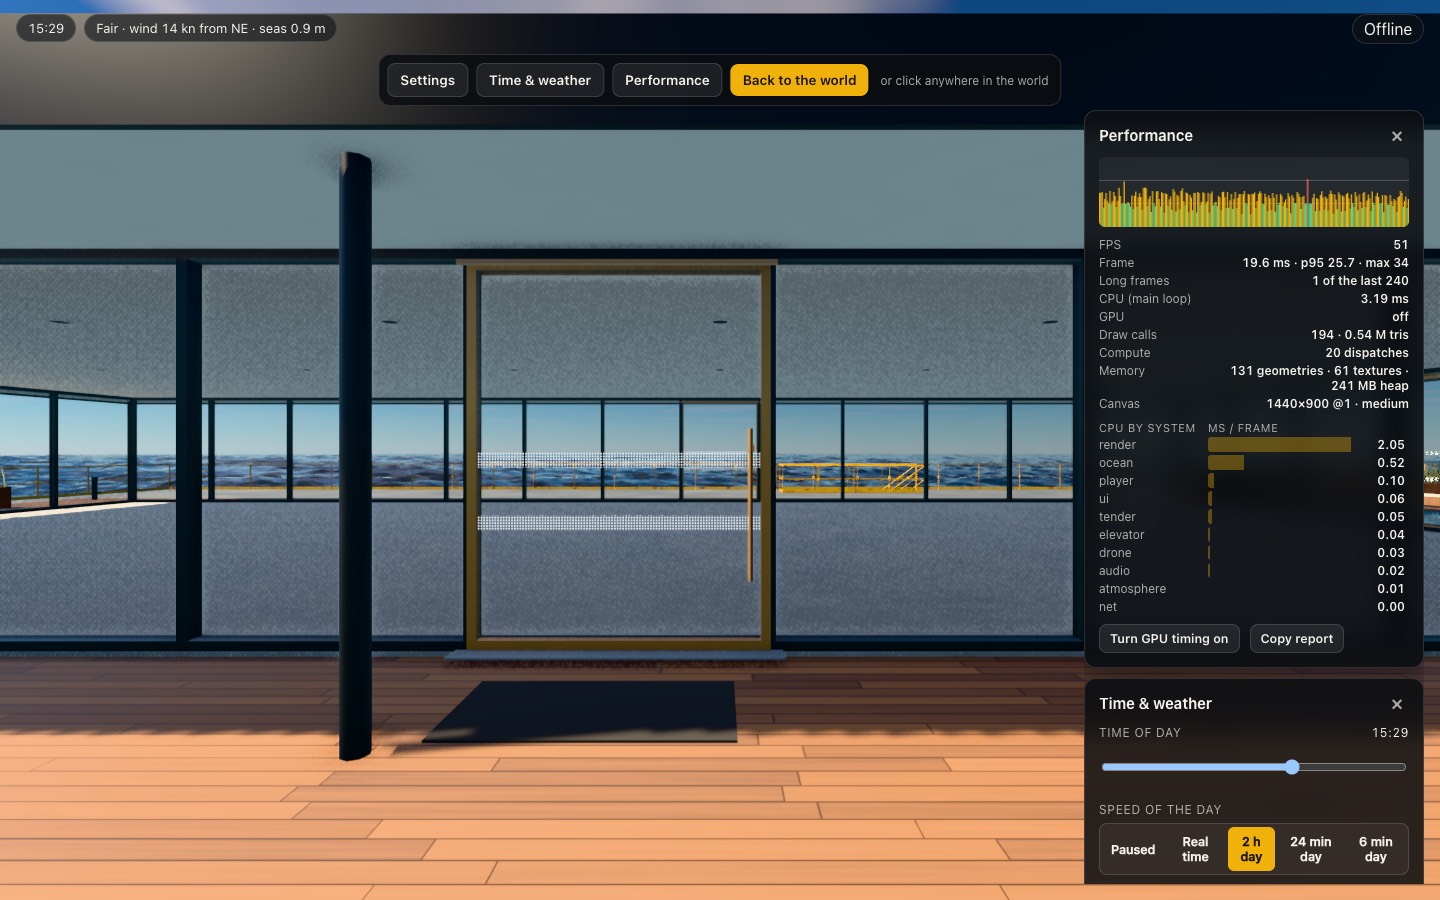 15:29
Fair · wind 14 kn from NE · seas 0.9 m
Offline
Settings
Time & weather
Performance
Back to the world
or click anywhere in the world
Performance
FPS 51
Frame 19.6 ms · p95 25.7 · max 34
Long frames 1 of the last 240
CPU (main loop) 3.19 ms
GPU off
Draw calls 194 · 0.54 M tris
Compute 20 dispatches
Memory 131 geometries · 61 textures ·
241 MB heap
Canvas 1440×900 @1 · medium
CPU BY SYSTEM MS / FRAME
render 2.05
ocean 0.52
player 0.10
ui 0.06
tender 0.05
elevator 0.04
drone 0.03
audio 0.02
atmosphere 0.01
net 0.00
Turn GPU timing on
Copy report
Time & weather
TIME OF DAY 15:29
SPEED OF THE DAY
Paused
Real
time
2 h
day
24 min
day
6 min
day